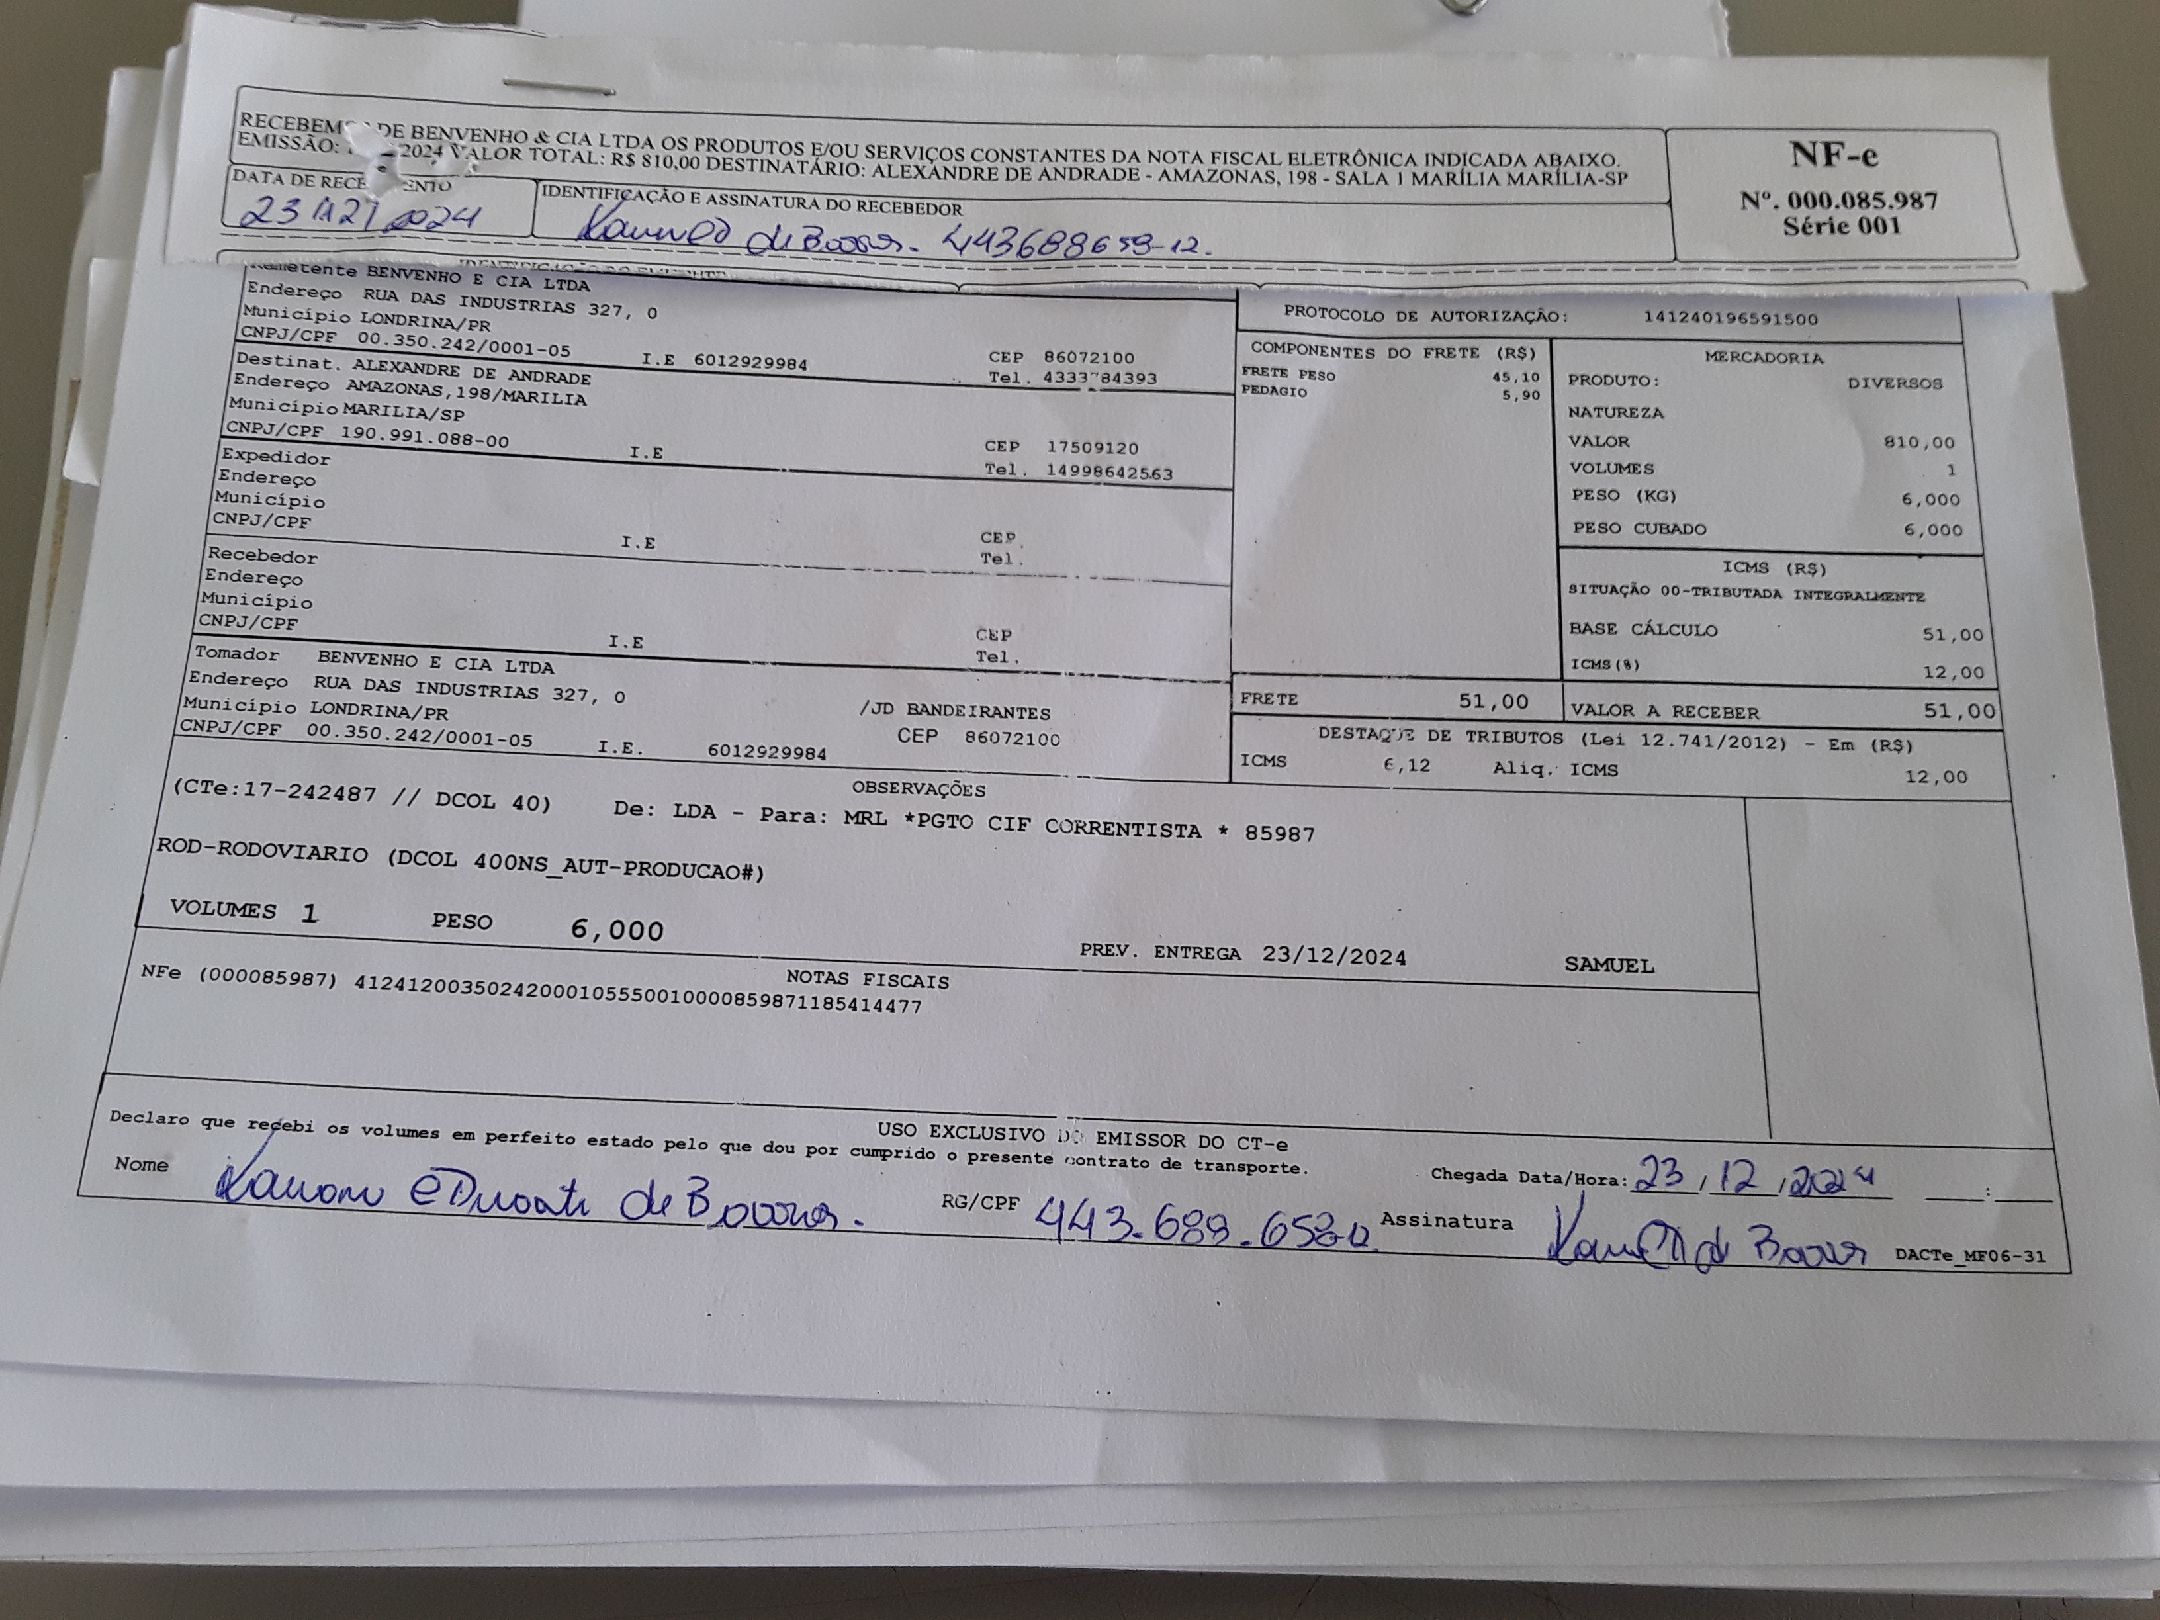 RECEBEM DE BENVENHO & CIA LTDA OS PRODUTOS E/OU SERVIÇOS CONSTANTES DA NOTA FISCAL ELETRÔNICA INDICADA ABAIXO.
EMISSÃO: 2024 VALOR TOTAL: R$ 810,00 DESTINATÁRIO: ALEXANDRE DE ANDRADE - AMAZONAS, 198 - SALA 1 MARÍLIA MARÍLIA-SP
NF-e
Nº. 000.085.987
Série 001
DATA DE
IDENTIFICAÇÃO E ASSINATURA DO RECEBEDOR
23/12/2024
Remetente BENVENHO E CIA LTDA
Endereço RUA DAS INDUSTRIAS 327, 0
Município LONDRINA/PR
CNPJ/CPF 00.350.242/0001-05 I.E 6012929984 CEP 86072100
Tel.
Destinat. ALEXANDRE DE ANDRADE
Endereço AMAZONAS,198/MARILIA
Município MARILIA/SP
CNPJ/CPF 190.991.088-00 I.E CEP 17509120
Tel. 14998642563
Expedidor
Endereço
Município
CNPJ/CPF I.E CEP
Tel.
Recebedor
Endereço
Município
CNPJ/CPF I.E CEP
Tel.
Tomador BENVENHO E CIA LTDA
Endereço RUA DAS INDUSTRIAS 327, 0 /JD BANDEIRANTES
Município LONDRINA/PR CEP 86072100
CNPJ/CPF 00.350.242/0001-05 I.E. 6012929984
PROTOCOLO DE AUTORIZAÇÃO: 141240196591500
COMPONENTES DO FRETE (R$)
FRETE PESO 45,10
PEDAGIO 5,90
MERCADORIA
PRODUTO: DIVERSOS
NATUREZA
VALOR 810,00
VOLUMES 1
PESO (KG) 6,000
PESO CUBADO 6,000
ICMS (R$)
SITUAÇÃO 00-TRIBUTADA INTEGRALMENTE
BASE CÁLCULO 51,00
ICMS(%) 12,00
FRETE 51,00 VALOR A RECEBER 51,00
DESTAQUE DE TRIBUTOS (Lei 12.741/2012) - Em (R$)
ICMS 6,12 Aliq. ICMS 12,00
OBSERVAÇÕES
(CTe:17-242487 // DCOL 40) De: LDA - Para: MRL *PGTO CIF CORRENTISTA * 85987
ROD-RODOVIARIO (DCOL 400NS_AUT-PRODUCAO#)
VOLUMES 1 PESO 6,000 PREV. ENTREGA 23/12/2024 SAMUEL
NOTAS FISCAIS
NFe (000085987) 41241200350242000105550010000859871185414477
USO EXCLUSIVO DO EMISSOR DO CT-e
Declaro que recebi os volumes em perfeito estado pelo que dou por cumprido o presente contrato de transporte.
Chegada Data/Hora: 23/12/2024 :
Nome de RG/CPF Assinatura
DACTe_MF06-31